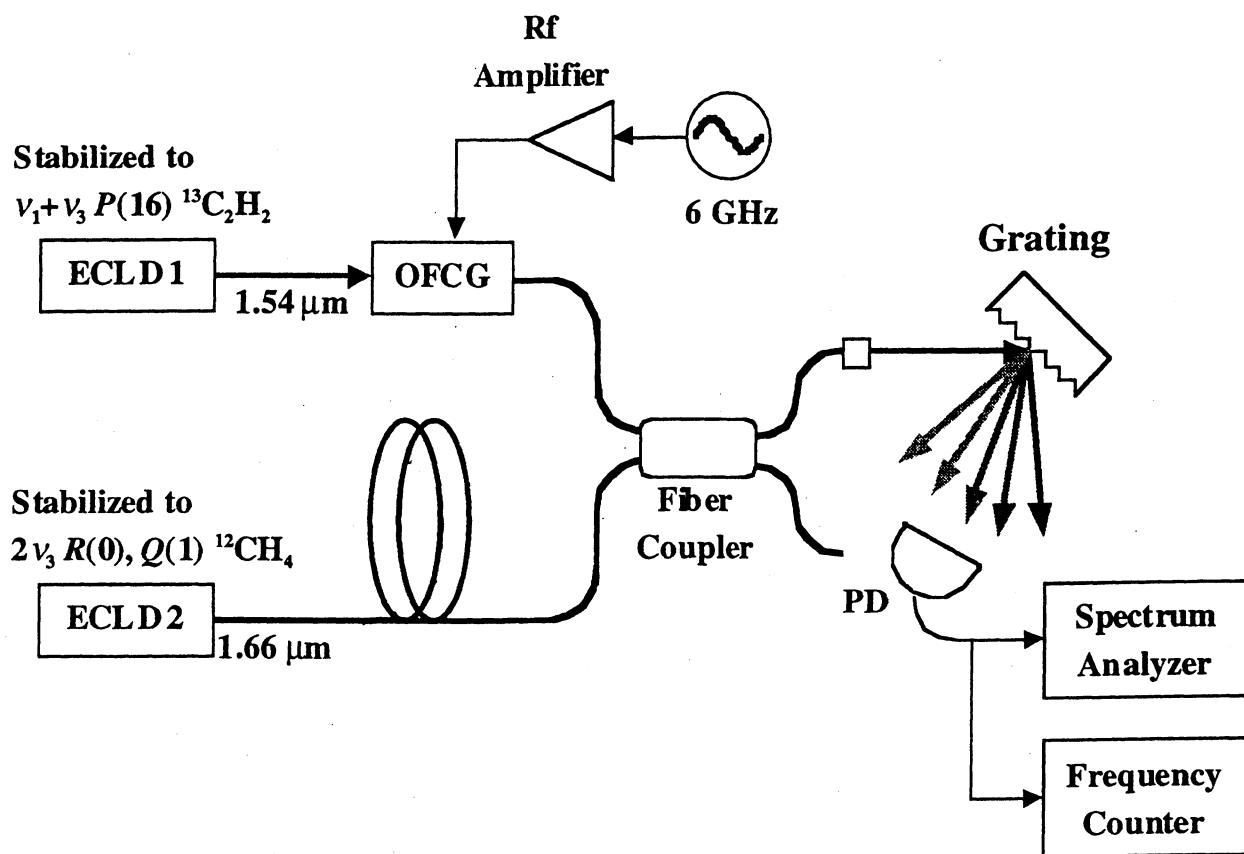 Rf
Amplifier
6 GHz
Stabilized to
ν₁+ν₃ P(16) ¹³C₂H₂
ECLD1
1.54 μm
OFCG
Grating
Stabilized to
2ν₃ R(0), Q(1) ¹²CH₄
ECLD2
1.66 μm
Fiber
Coupler
PD
Spectrum
Analyzer
Frequency
Counter